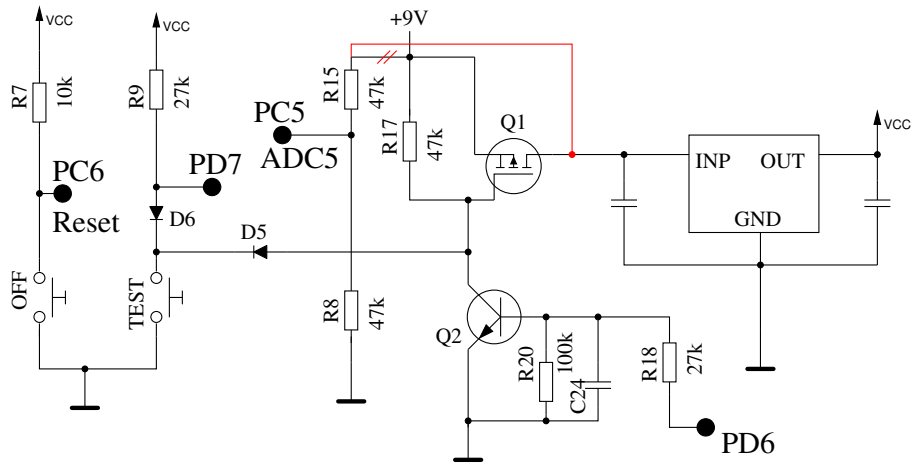 VCC
VCC
+9V
R7
10k
R9
27k
R15
47k
PC5
ADC5
R17
47k
Q1
VCC
INP
OUT
GND
PC6
Reset
PD7
D6
D5
OFF
TEST
R8
47k
Q2
R20
100k
C24
R18
27k
PD6